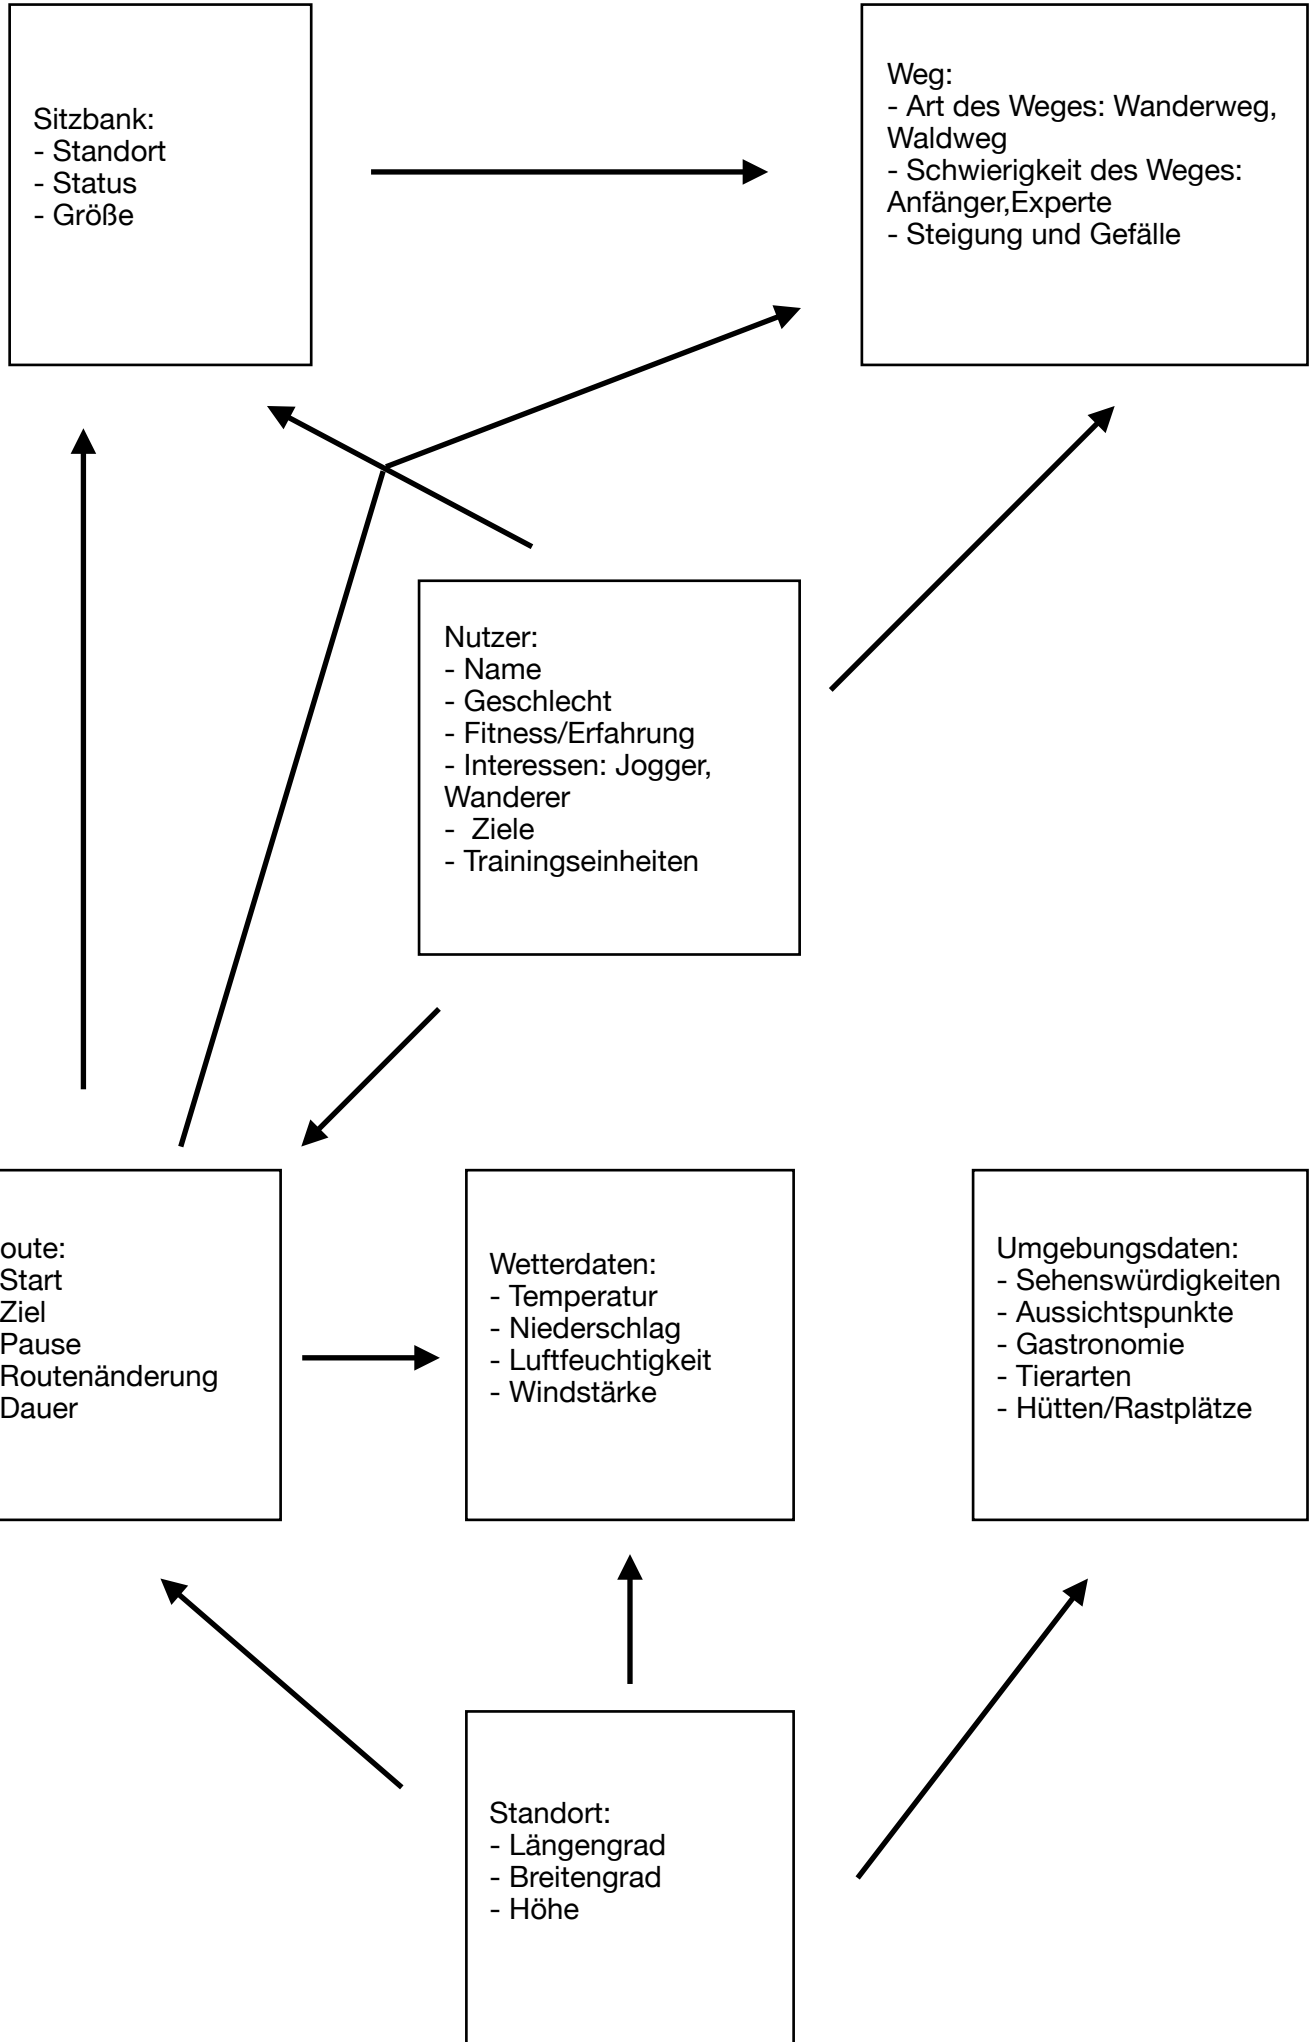 Sitzbank:
- Standort
- Status
- Größe
Weg:
- Art des Weges: Wanderweg,
Waldweg
- Schwierigkeit des Weges:
Anfänger,Experte
- Steigung und Gefälle
Nutzer:
- Name
- Geschlecht
- Fitness/Erfahrung
- Interessen: Jogger,
Wanderer
-  Ziele
- Trainingseinheiten
oute:
Start
Ziel
Pause
Routenänderung
Dauer
Wetterdaten:
- Temperatur
- Niederschlag
- Luftfeuchtigkeit
- Windstärke
Umgebungsdaten:
- Sehenswürdigkeiten
- Aussichtspunkte
- Gastronomie
- Tierarten
- Hütten/Rastplätze
Standort:
- Längengrad
- Breitengrad
- Höhe